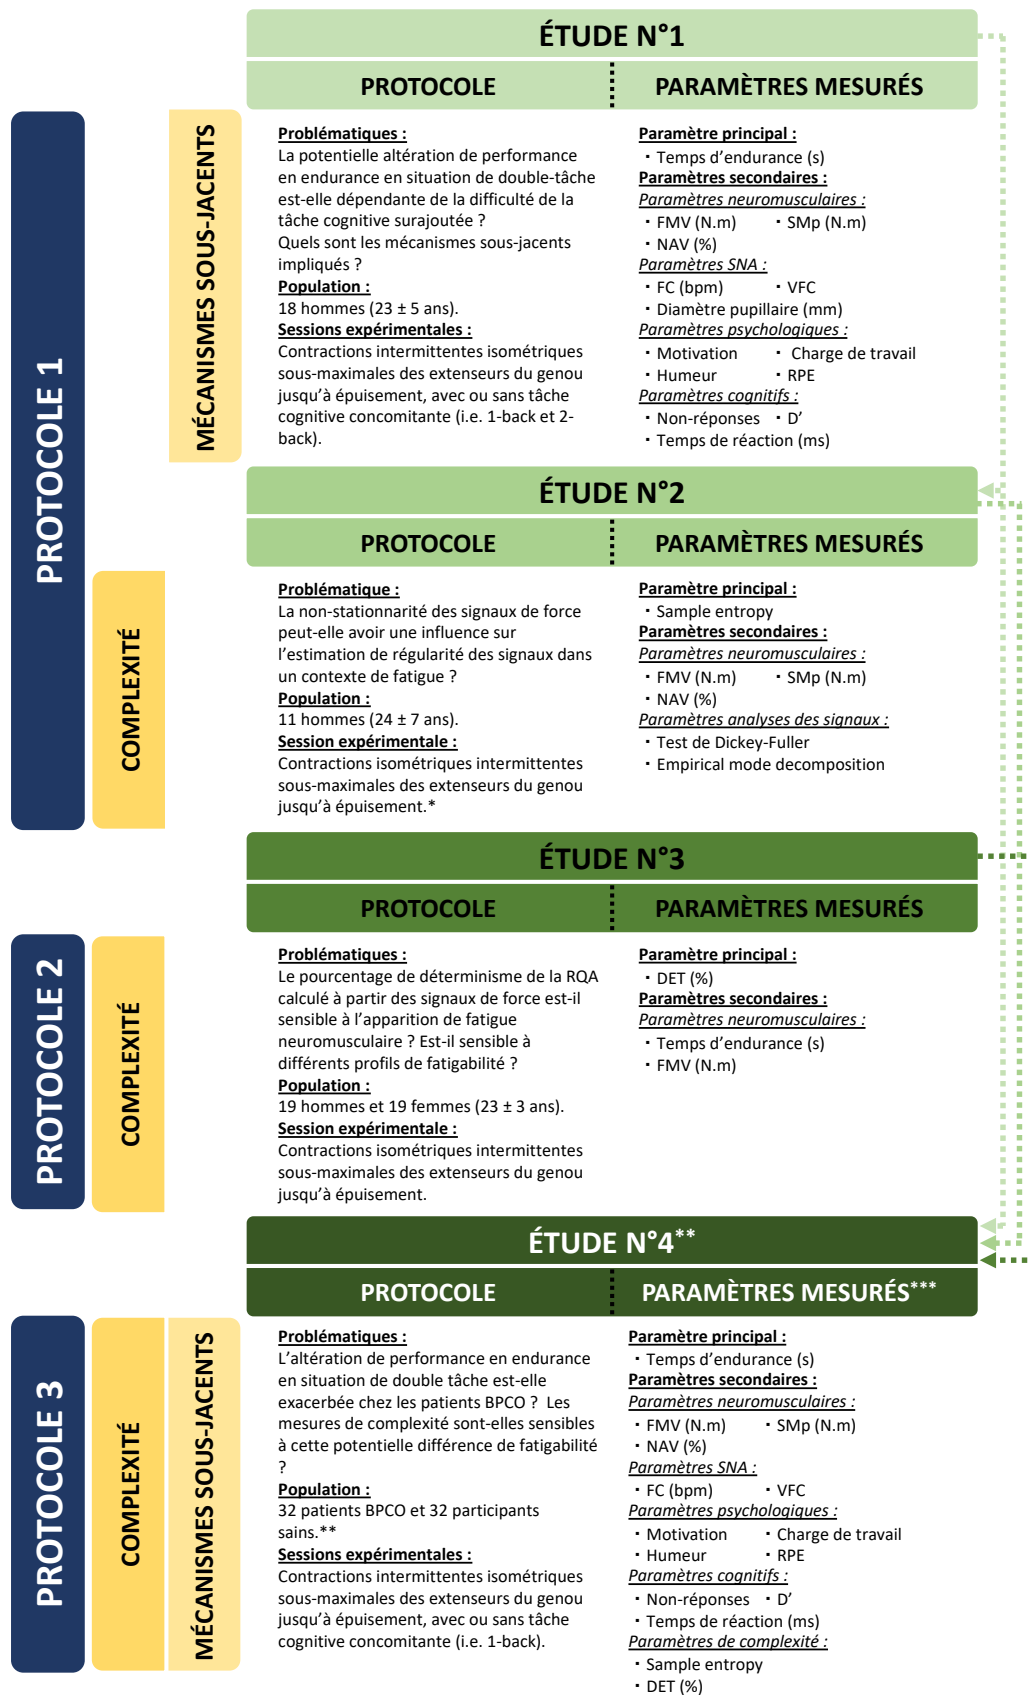 ÉTUDE N°1
PROTOCOLE
PARAMÈTRES MESURÉS
PROTOCOLE 1
MÉCANISMES SOUS-JACENTS
Problématiques :
La potentielle altération de performance
en endurance en situation de double-tâche
est-elle dépendante de la difficulté de la
tâche cognitive surajoutée ?
Quels sont les mécanismes sous-jacents
impliqués ?
Population :
18 hommes (23 ± 5 ans).
Sessions expérimentales :
Contractions intermittentes isométriques
sous-maximales des extenseurs du genou
jusqu'à épuisement, avec ou sans tâche
cognitive concomitante (i.e. 1-back et 2-
back).
Paramètre principal :
· Temps d'endurance (s)
Paramètres secondaires :
Paramètres neuromusculaires :
· FMV (N.m) · SMp (N.m)
· NAV (%)
Paramètres SNA :
· FC (bpm) · VFC
· Diamètre pupillaire (mm)
Paramètres psychologiques :
· Motivation · Charge de travail
· Humeur · RPE
Paramètres cognitifs :
· Non-réponses · D'
· Temps de réaction (ms)
ÉTUDE N°2
PROTOCOLE
PARAMÈTRES MESURÉS
COMPLEXITÉ
Problématique :
La non-stationnarité des signaux de force
peut-elle avoir une influence sur
l'estimation de régularité des signaux dans
un contexte de fatigue ?
Population :
11 hommes (24 ± 7 ans).
Session expérimentale :
Contractions isométriques intermittentes
sous-maximales des extenseurs du genou
jusqu'à épuisement.*
Paramètre principal :
· Sample entropy
Paramètres secondaires :
Paramètres neuromusculaires :
· FMV (N.m) · SMp (N.m)
· NAV (%)
Paramètres analyses des signaux :
· Test de Dickey-Fuller
· Empirical mode decomposition
ÉTUDE N°3
PROTOCOLE
PARAMÈTRES MESURÉS
PROTOCOLE 2
COMPLEXITÉ
Problématiques :
Le pourcentage de déterminisme de la RQA
calculé à partir des signaux de force est-il
sensible à l'apparition de fatigue
neuromusculaire ? Est-il sensible à
différents profils de fatigabilité ?
Population :
19 hommes et 19 femmes (23 ± 3 ans).
Session expérimentale :
Contractions isométriques intermittentes
sous-maximales des extenseurs du genou
jusqu'à épuisement.
Paramètre principal :
· DET (%)
Paramètres secondaires :
Paramètres neuromusculaires :
· Temps d'endurance (s)
· FMV (N.m)
ÉTUDE N°4**
PROTOCOLE
PARAMÈTRES MESURÉS***
PROTOCOLE 3
COMPLEXITÉ
MÉCANISMES SOUS-JACENTS
Problématiques :
L'altération de performance en endurance
en situation de double tâche est-elle
exacerbée chez les patients BPCO ? Les
mesures de complexité sont-elles sensibles
à cette potentielle différence de fatigabilité
?
Population :
32 patients BPCO et 32 participants
sains.**
Sessions expérimentales :
Contractions intermittentes isométriques
sous-maximales des extenseurs du genou
jusqu'à épuisement, avec ou sans tâche
cognitive concomitante (i.e. 1-back).
Paramètre principal :
· Temps d'endurance (s)
Paramètres secondaires :
Paramètres neuromusculaires :
· FMV (N.m) · SMp (N.m)
· NAV (%)
Paramètres SNA :
· FC (bpm) · VFC
Paramètres psychologiques :
· Motivation · Charge de travail
· Humeur · RPE
Paramètres cognitifs :
· Non-réponses · D'
· Temps de réaction (ms)
Paramètres de complexité :
· Sample entropy
· DET (%)